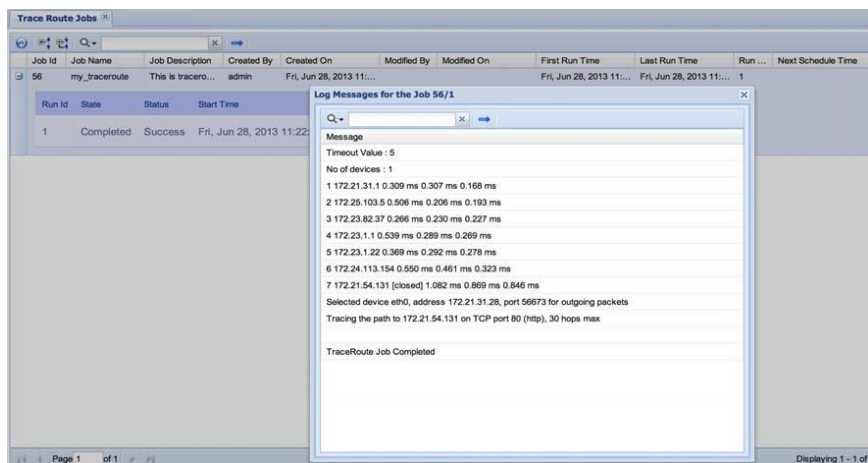 Trace Route Jobs
Job Id Job Name Job Description Created By Created On Modified By Modified On First Run Time Last Run Time Run ... Next Schedule Time
56 my_traceroute This is tracero... admin Fri, Jun 28, 2013 11:... Fri, Jun 28, 2013 11:... Fri, Jun 28, 2013 11:... 1
Run Id State Status Start Time
1 Completed Success Fri, Jun 28, 2013 11:22:
Log Messages for the Job 56/1
Message
Timeout Value : 5
No of devices : 1
1 172.21.31.1 0.309 ms 0.307 ms 0.168 ms
2 172.25.103.5 0.506 ms 0.206 ms 0.193 ms
3 172.23.82.37 0.266 ms 0.230 ms 0.227 ms
4 172.23.1.1 0.539 ms 0.289 ms 0.269 ms
5 172.23.1.22 0.369 ms 0.292 ms 0.278 ms
6 172.24.113.154 0.550 ms 0.461 ms 0.323 ms
7 172.21.54.131 [closed] 1.082 ms 0.869 ms 0.846 ms
Selected device eth0, address 172.21.31.28, port 56673 for outgoing packets
Tracing the path to 172.21.54.131 on TCP port 80 (http), 30 hops max
TraceRoute Job Completed
Page 1 of 1
Displaying 1 - 1 of